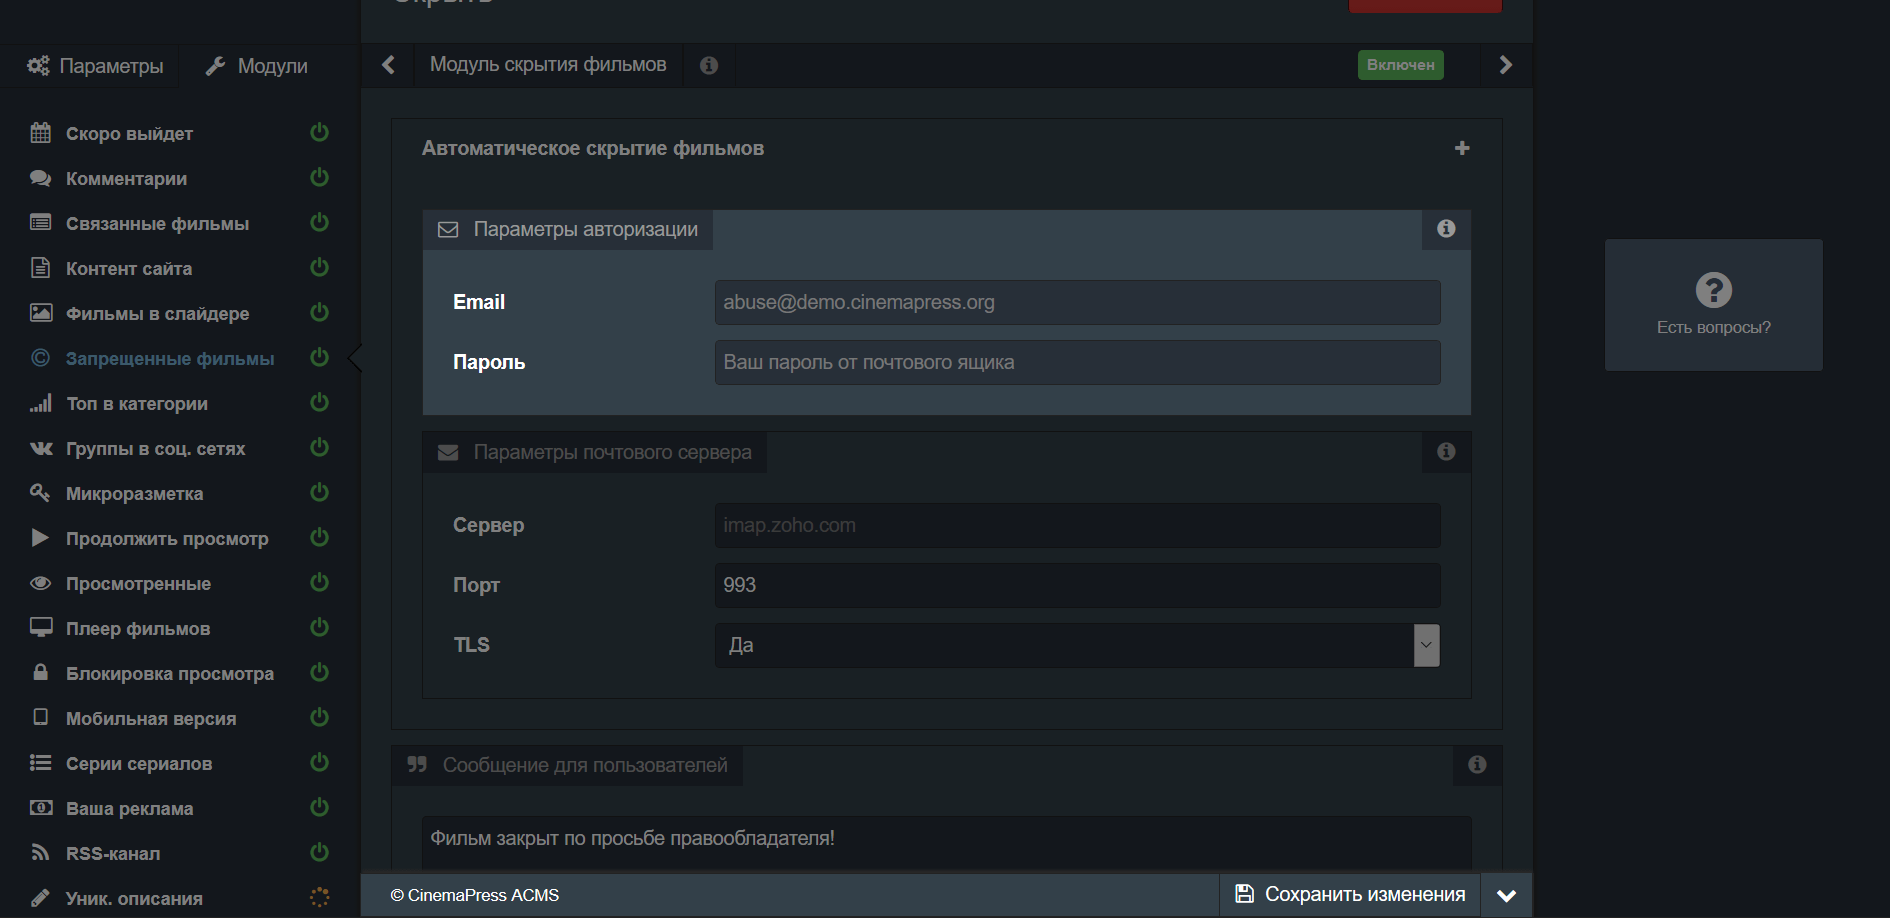 Скрыть
Параметры
Модули
Скоро выйдет
Комментарии
Связанные фильмы
Контент сайта
Фильмы в слайдере
Запрещенные фильмы
Топ в категории
Группы в соц. сетях
Микроразметка
Продолжить просмотр
Просмотренные
Плеер фильмов
Блокировка просмотра
Мобильная версия
Серии сериалов
Ваша реклама
RSS-канал
Уник. описания
Модуль скрытия фильмов
Включен
Автоматическое скрытие фильмов
Параметры авторизации
Email
abuse@demo.cinemapress.org
Пароль
Ваш пароль от почтового ящика
Параметры почтового сервера
Сервер
imap.zoho.com
Порт
993
TLS
Да
Сообщение для пользователей
Фильм закрыт по просьбе правообладателя!
© CinemaPress ACMS
Сохранить изменения
Есть вопросы?